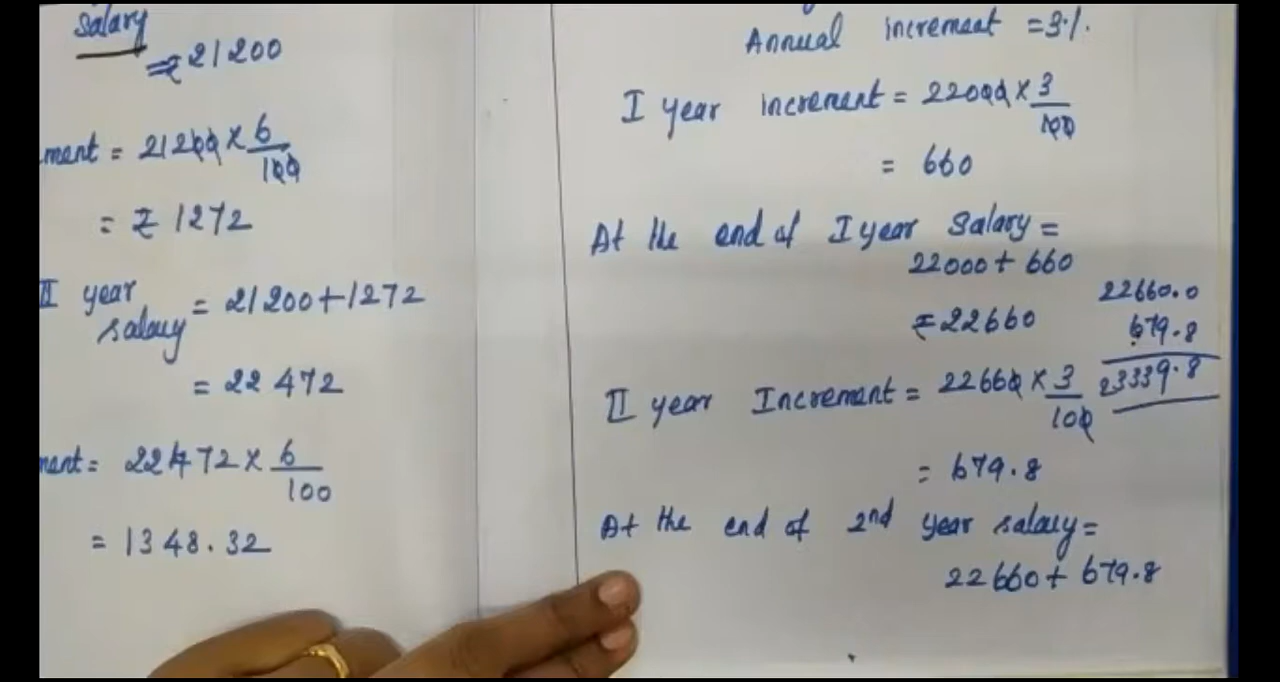 salary
= ₹21200
ment = 21200 × 6/100
= ₹ 1272
II year salary = 21200+1272
= 22 472
ment = 22472 × 6/100
= 1348.32
Annual increment = 3%.
I year increment = 22000 × 3/100
= 660
At the end of I year Salary =
22000 + 660
= 22660
22660.0
679.8
23339.8
II year Increment = 22660 × 3/100
= 679.8
At the end of 2nd year salary =
22660 + 679.8